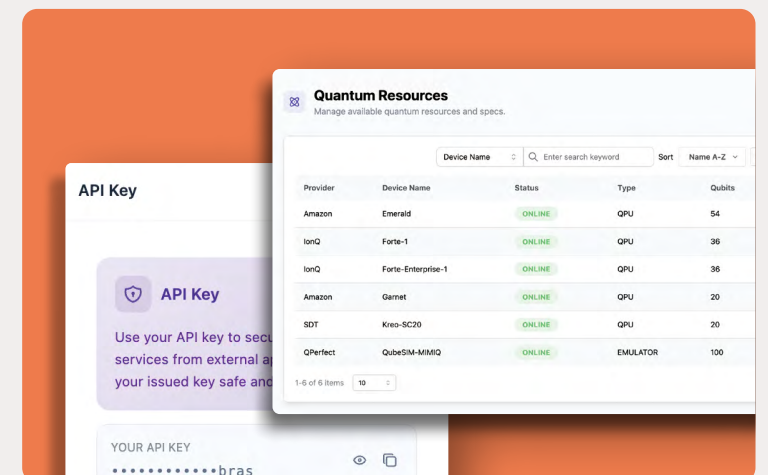 Quantum Resources
Manage available quantum resources and specs.
Device Name Enter search keyword Sort Name A-Z
Provider Device Name Status Type Qubits
Amazon Emerald ONLINE QPU 54
IonQ Forte-1 ONLINE QPU 36
IonQ Forte-Enterprise-1 ONLINE QPU 36
Amazon Garnet ONLINE QPU 20
SDT Kreo-SC20 ONLINE QPU 20
QPerfect QubeSIM-MIMIQ ONLINE EMULATOR 100
1-6 of 6 items 10
API Key
API Key
Use your API key to secu
services from external a
your issued key safe and
YOUR API KEY
••••••••••••bras